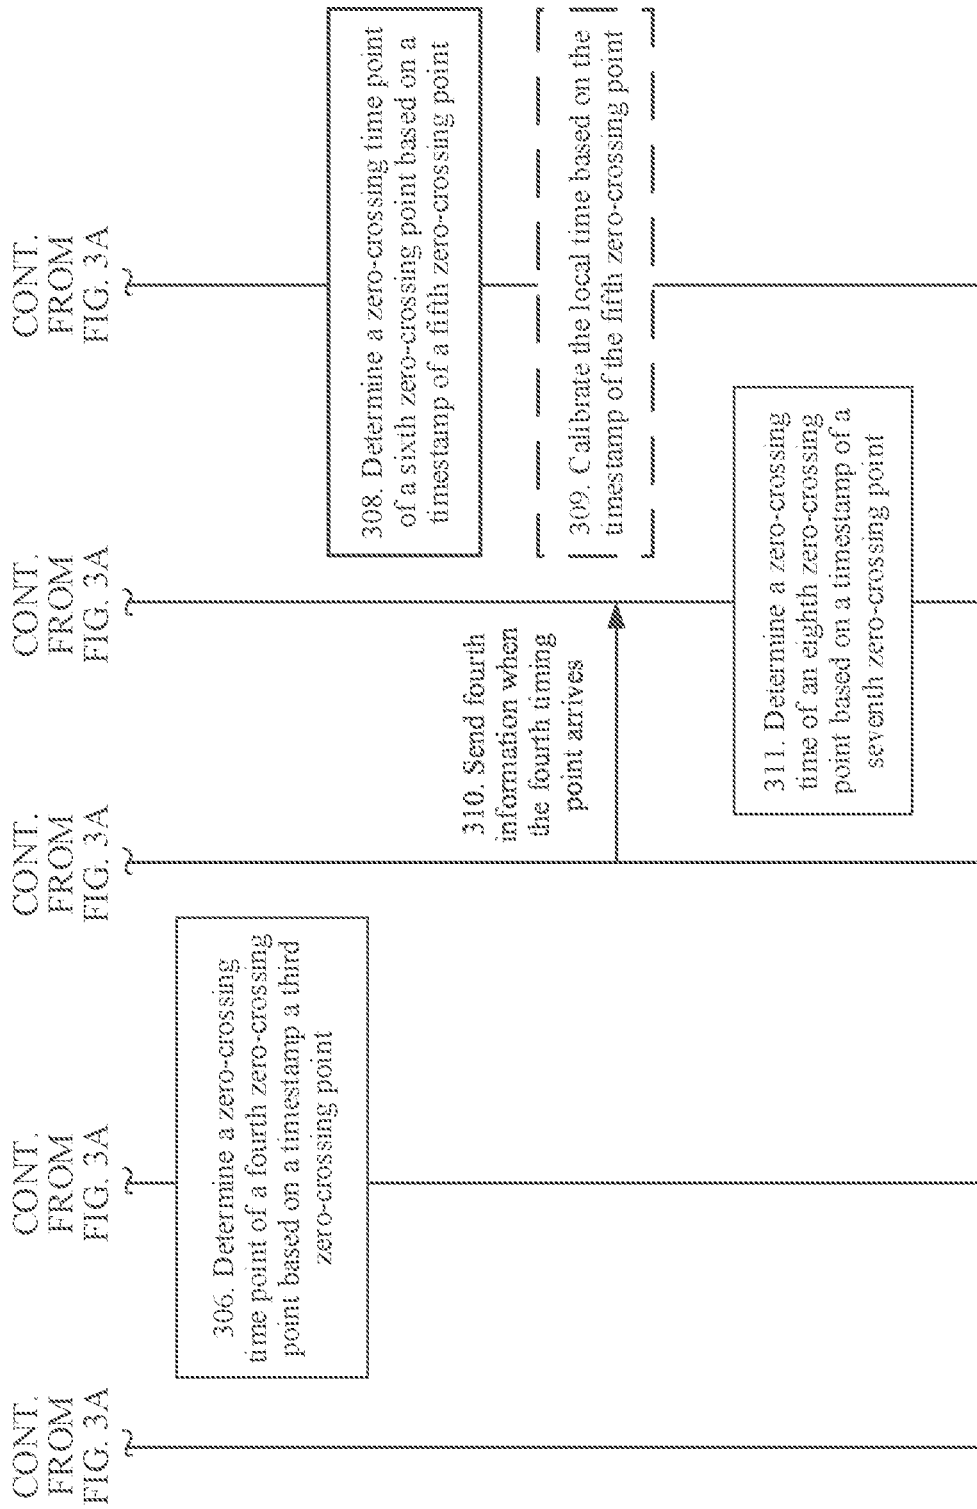 CONT.
FROM
FIG. 3A
CONT.
FROM
FIG. 3A
CONT.
FROM
FIG. 3A
CONT.
FROM
FIG. 3A
CONT.
FROM
FIG. 3A
306. Determine a zero-crossing
time point of a fourth zero-crossing
point based on a timestamp a third
zero-crossing point
308. Determine a zero-crossing time point
of a sixth zero-crossing point based on a
timestamp of a fifth zero-crossing point
310. Send fourth
information when
the fourth timing
point arrives
309. Calibrate the local time based on the
timestamp of the fifth zero-crossing point
311. Determine a zero-crossing
time of an eighth zero-crossing
point based on a timestamp of a
seventh zero-crossing point